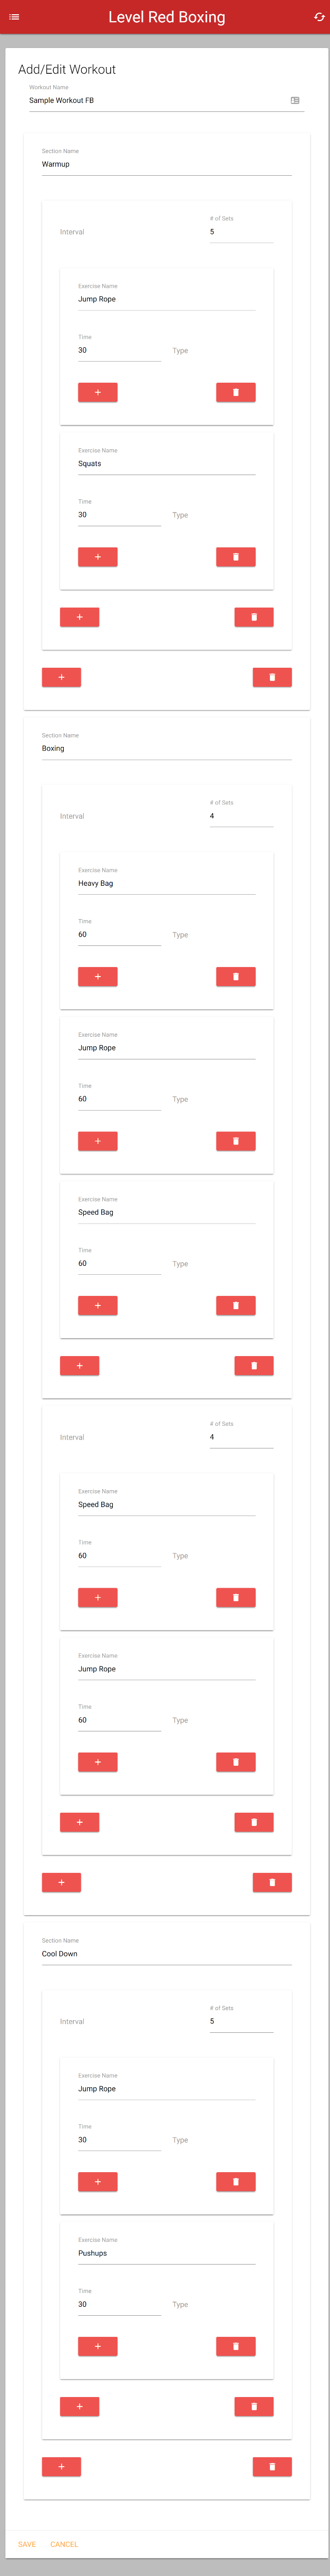 Level Red Boxing
Add/Edit Workout
Workout Name
Sample Workout FB
Section Name
Warmup
Interval
# of Sets
5
Exercise Name
Jump Rope
Time
30
Type
Exercise Name
Squats
Time
30
Type
Section Name
Boxing
Interval
# of Sets
4
Exercise Name
Heavy Bag
Time
60
Type
Exercise Name
Jump Rope
Time
60
Type
Exercise Name
Speed Bag
Time
60
Type
Interval
# of Sets
4
Exercise Name
Speed Bag
Time
60
Type
Exercise Name
Jump Rope
Time
60
Type
Section Name
Cool Down
Interval
# of Sets
5
Exercise Name
Jump Rope
Time
30
Type
Exercise Name
Pushups
Time
30
Type
SAVE CANCEL